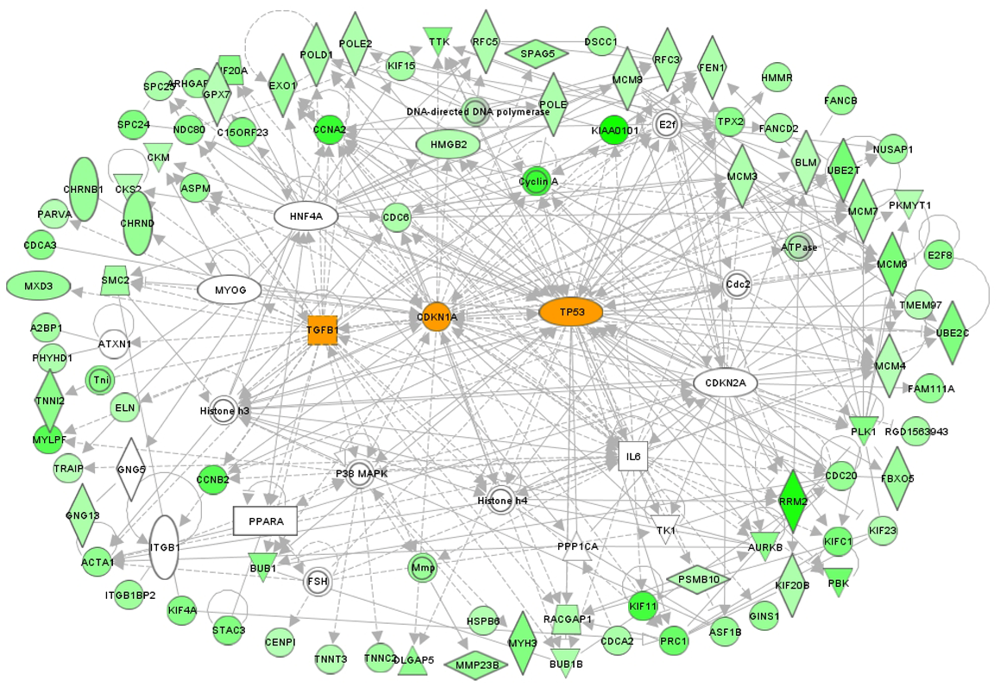 POLE2
TTK
RFC5
DSCC1
POLD1
SPAG5
RFC3
KIF15
FEN1
MCM8
HMMR
ARHGAP
GPX7
EXO1
FANCB
POLE
DNA-directed DNA polymerase
SPC24
NDC80
C15ORF23
CCNA2
KIAA0101
E2f
TPX2
FANCD2
HMGB2
NUSAP1
CKM
BLM
UBE2T
CHRNB1
CKS2
ASPM
Cyclin A
MCM3
PKMYT1
PARVA
CHRND
HNF4A
CDC6
MCM7
CDCA3
ATPase
E2F8
MCM6
MXD3
SMC2
MYOG
Cdc2
TMEM97
TGFB1
CDKN1A
TP53
A2BP1
UBE2C
ATXN1
PHYHD1
MCM4
Tni
CDKN2A
FAM111A
TNNI2
ELN
Histone h3
PLK1
RGD1563943
MYLPF
IL6
TRAIP
GNG5
CCNB2
P38 MAPK
CDC20
FBXO5
Histone h4
RRM2
GNG13
PPARA
TK1
KIF23
ITGB1
PPP1CA
AURKB
KIFC1
ACTA1
BUB1
Mmp
FSH
PSMB10
KIF20B
PBK
ITGB1BP2
KIF4A
KIF11
HSPB6
RACGAP1
GINS1
STAC3
CENPI
MYH3
CDCA2
PRC1
ASF1B
TNNT3
TNNC2
DLGAP5
MMP23B
BUB1B